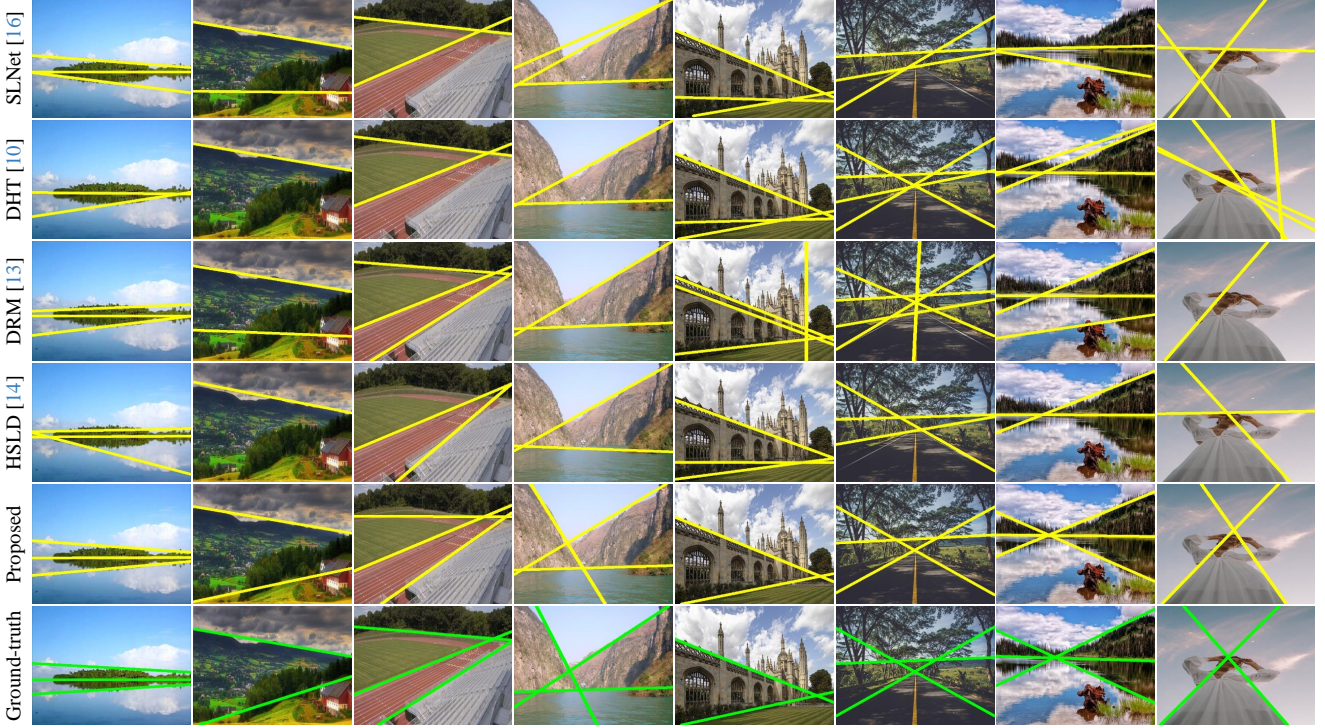 SLNet [16]
DHT [10]
DRM [13]
HSLD [14]
Proposed
Ground-truth